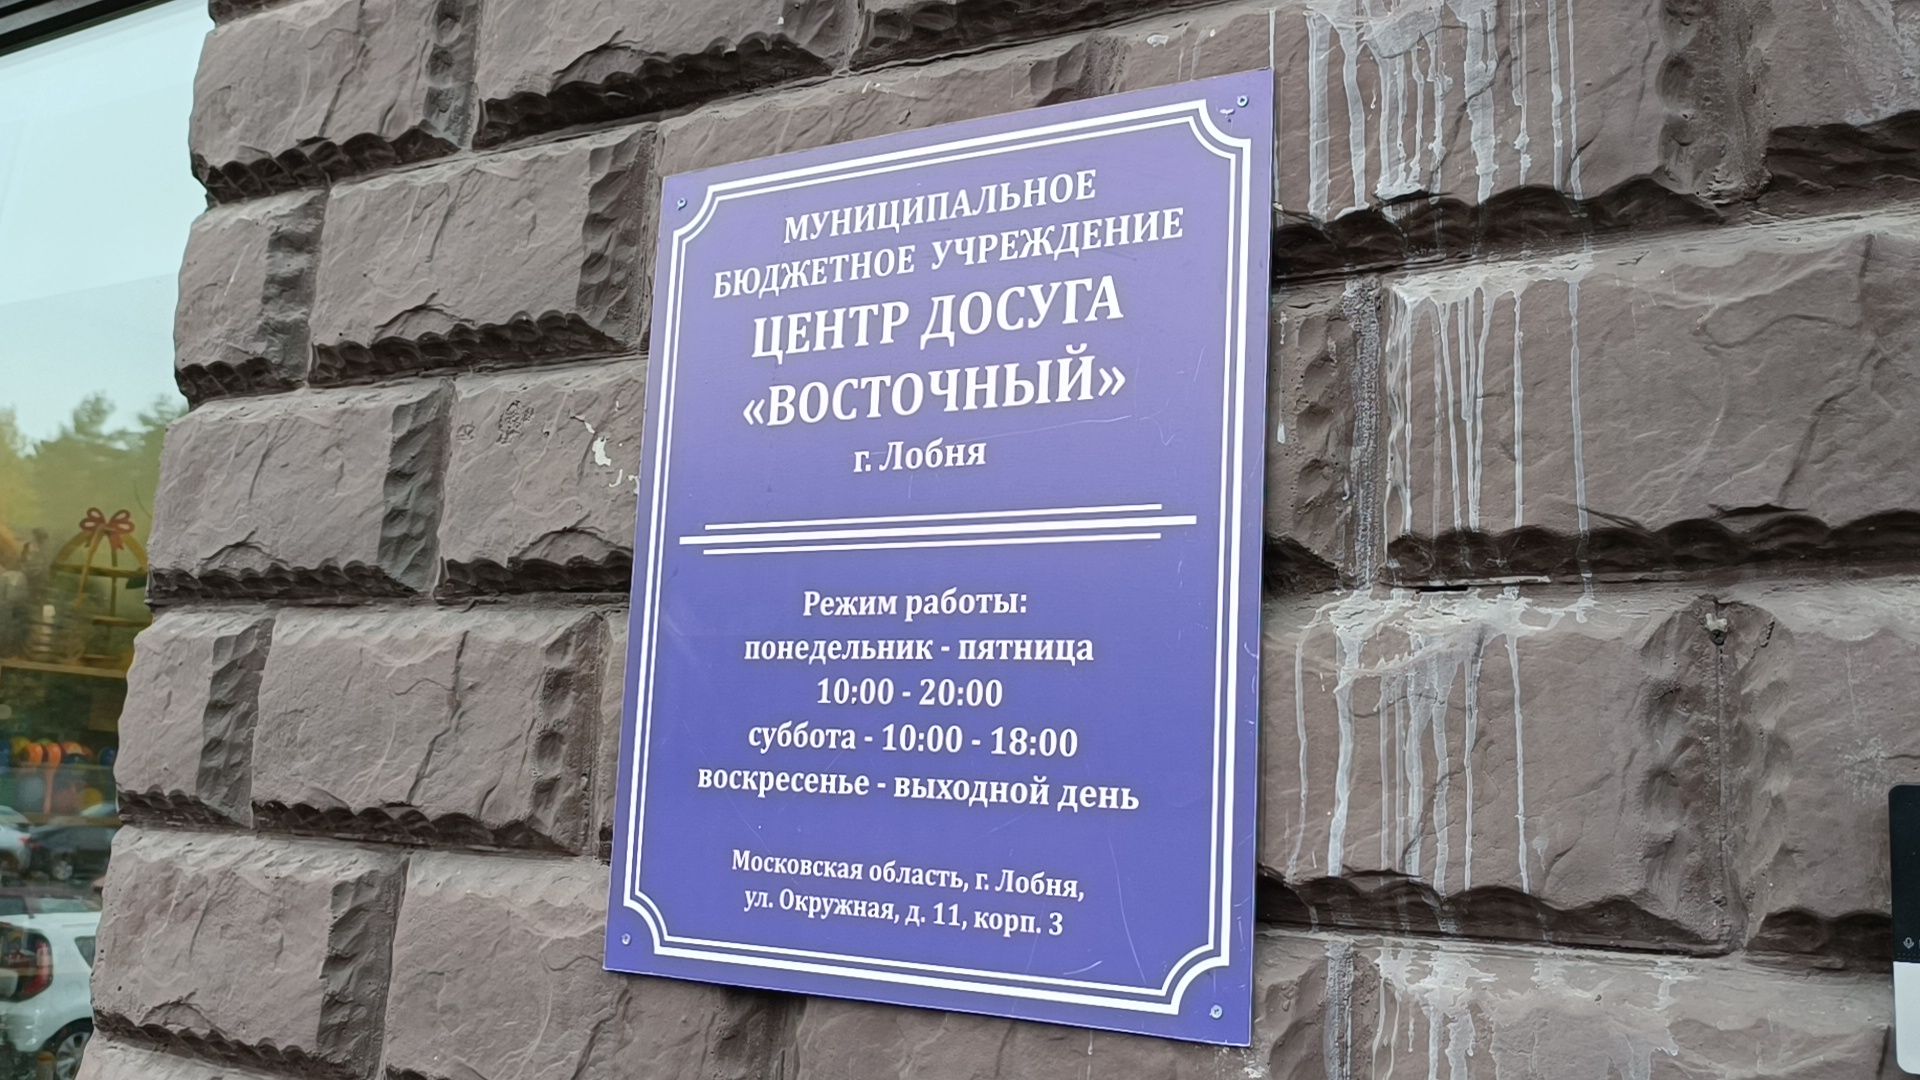 МУНИЦИПАЛЬНОЕ
БЮДЖЕТНОЕ УЧРЕЖДЕНИЕ
ЦЕНТР ДОСУГА
«ВОСТОЧНЫЙ»
г. Лобня
Режим работы:
понедельник - пятница
10:00 - 20:00
суббота - 10:00 - 18:00
воскресенье - выходной день
Московская область, г. Лобня,
ул. Окружная, д. 11, корп. 3